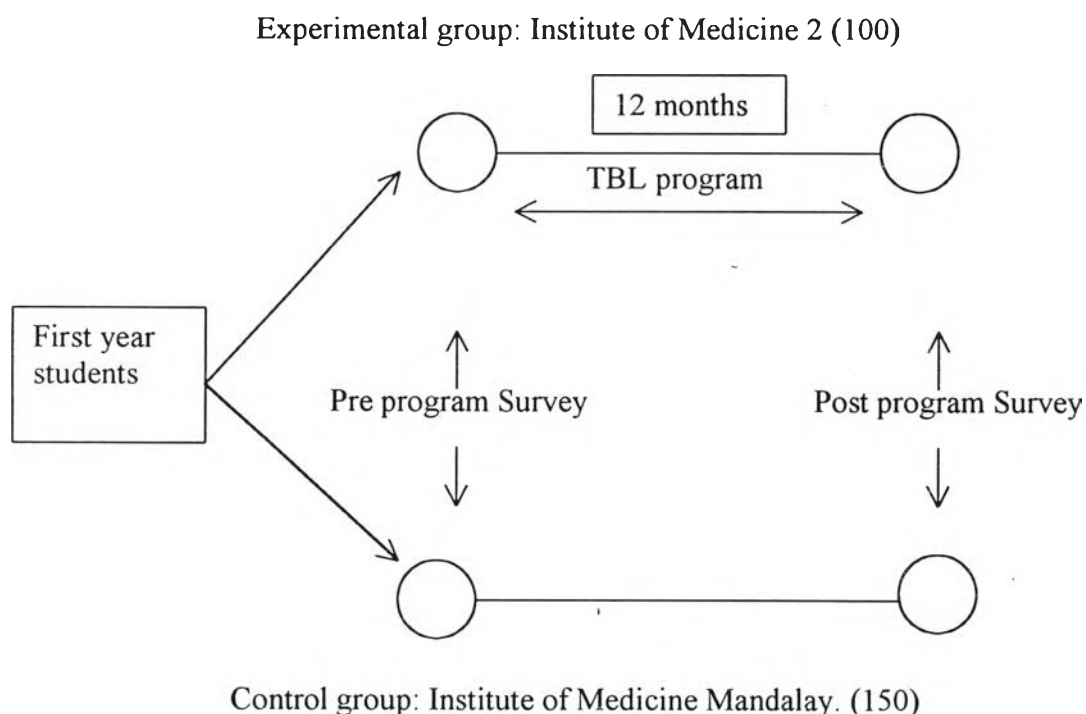 Experimental group: Institute of Medicine 2 (100)
12 months
TBL program
First year
students
Pre program Survey
Post program Survey
Control group: Institute of Medicine Mandalay. (150)